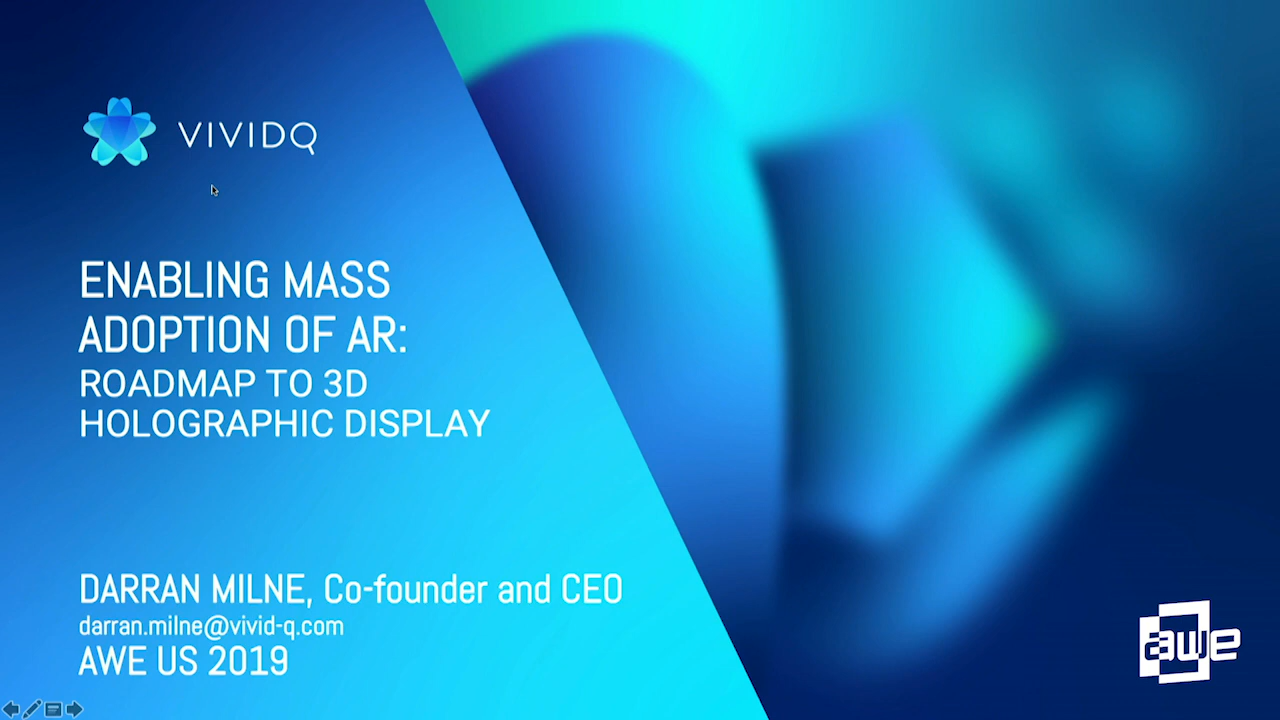 VIVIDQ
ENABLING MASS
ADOPTION OF AR:
ROADMAP TO 3D
HOLOGRAPHIC DISPLAY
DARRAN MILNE, Co-founder and CEO
darran.milne@vivid-q.com
AWE US 2019
awe